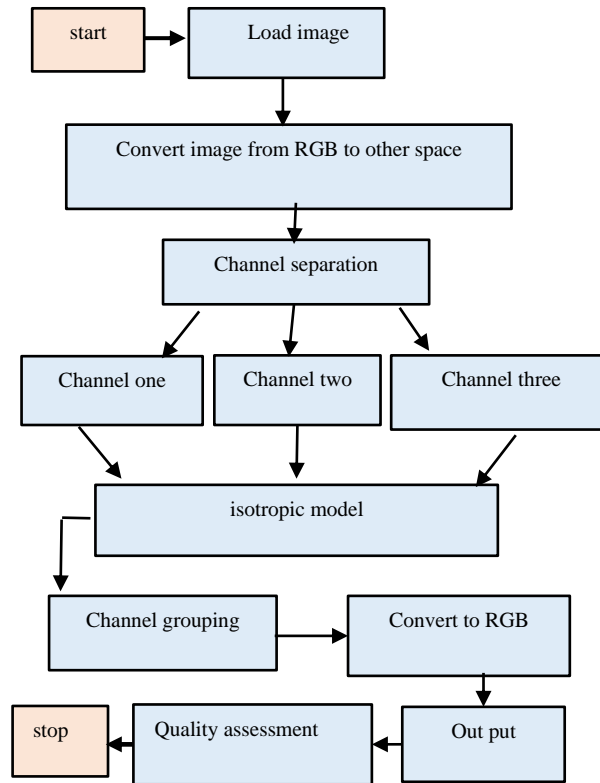 start
Load image
Convert image from RGB to other space
Channel separation
Channel one
Channel two
Channel three
isotropic model
Channel grouping
Convert to RGB
Out put
Quality assessment
stop